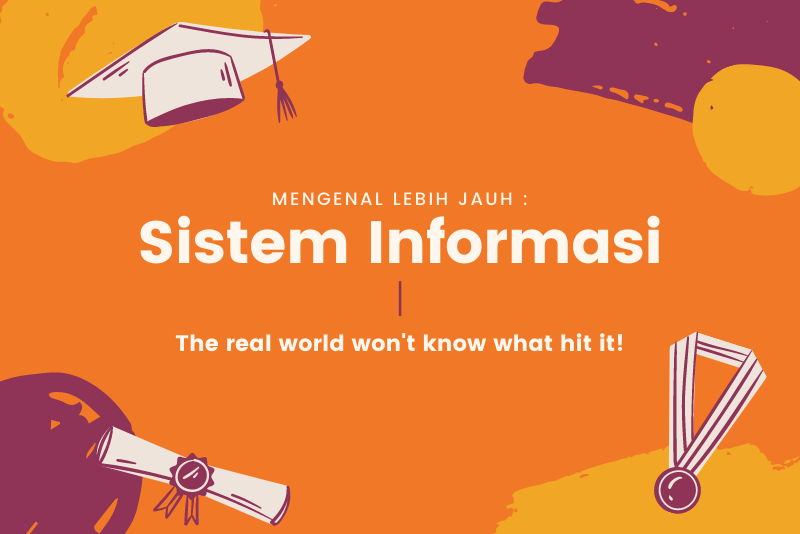 MENGENAL LEBIH JAUH :
Sistem Informasi
The real world won't know what hit it!